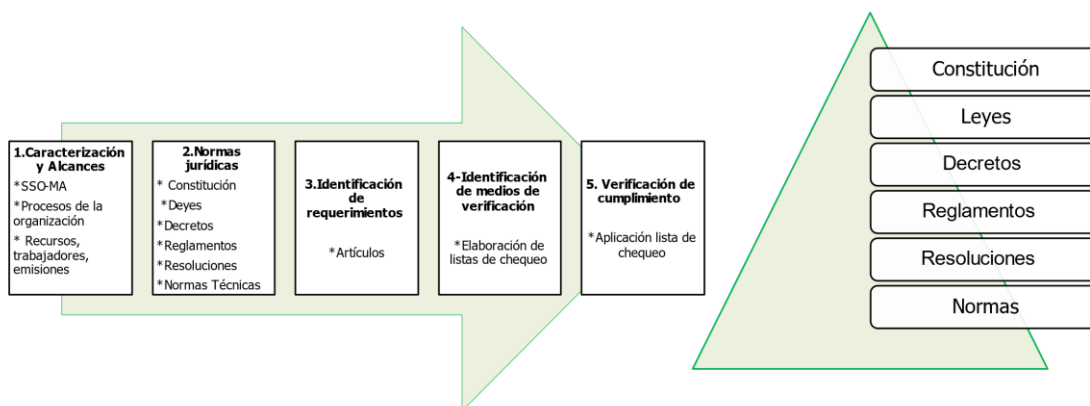 1.Caracterización
y Alcances
*SSO-MA
*Procesos de la
organización
* Recursos,
trabajadores,
emisiones
2.Normas
jurídicas
* Constitución
* Deyes
*Decretos
*Reglamentos
*Resoluciones
*Normas Técnicas
3.Identificación
de
requerimientos
*Artículos
4-Identificación
de medios de
verificación
*Elaboración de
listas de chequeo
5. Verificación de
cumplimiento
*Aplicación lista de
chequeo
Constitución
Leyes
Decretos
Reglamentos
Resoluciones
Normas